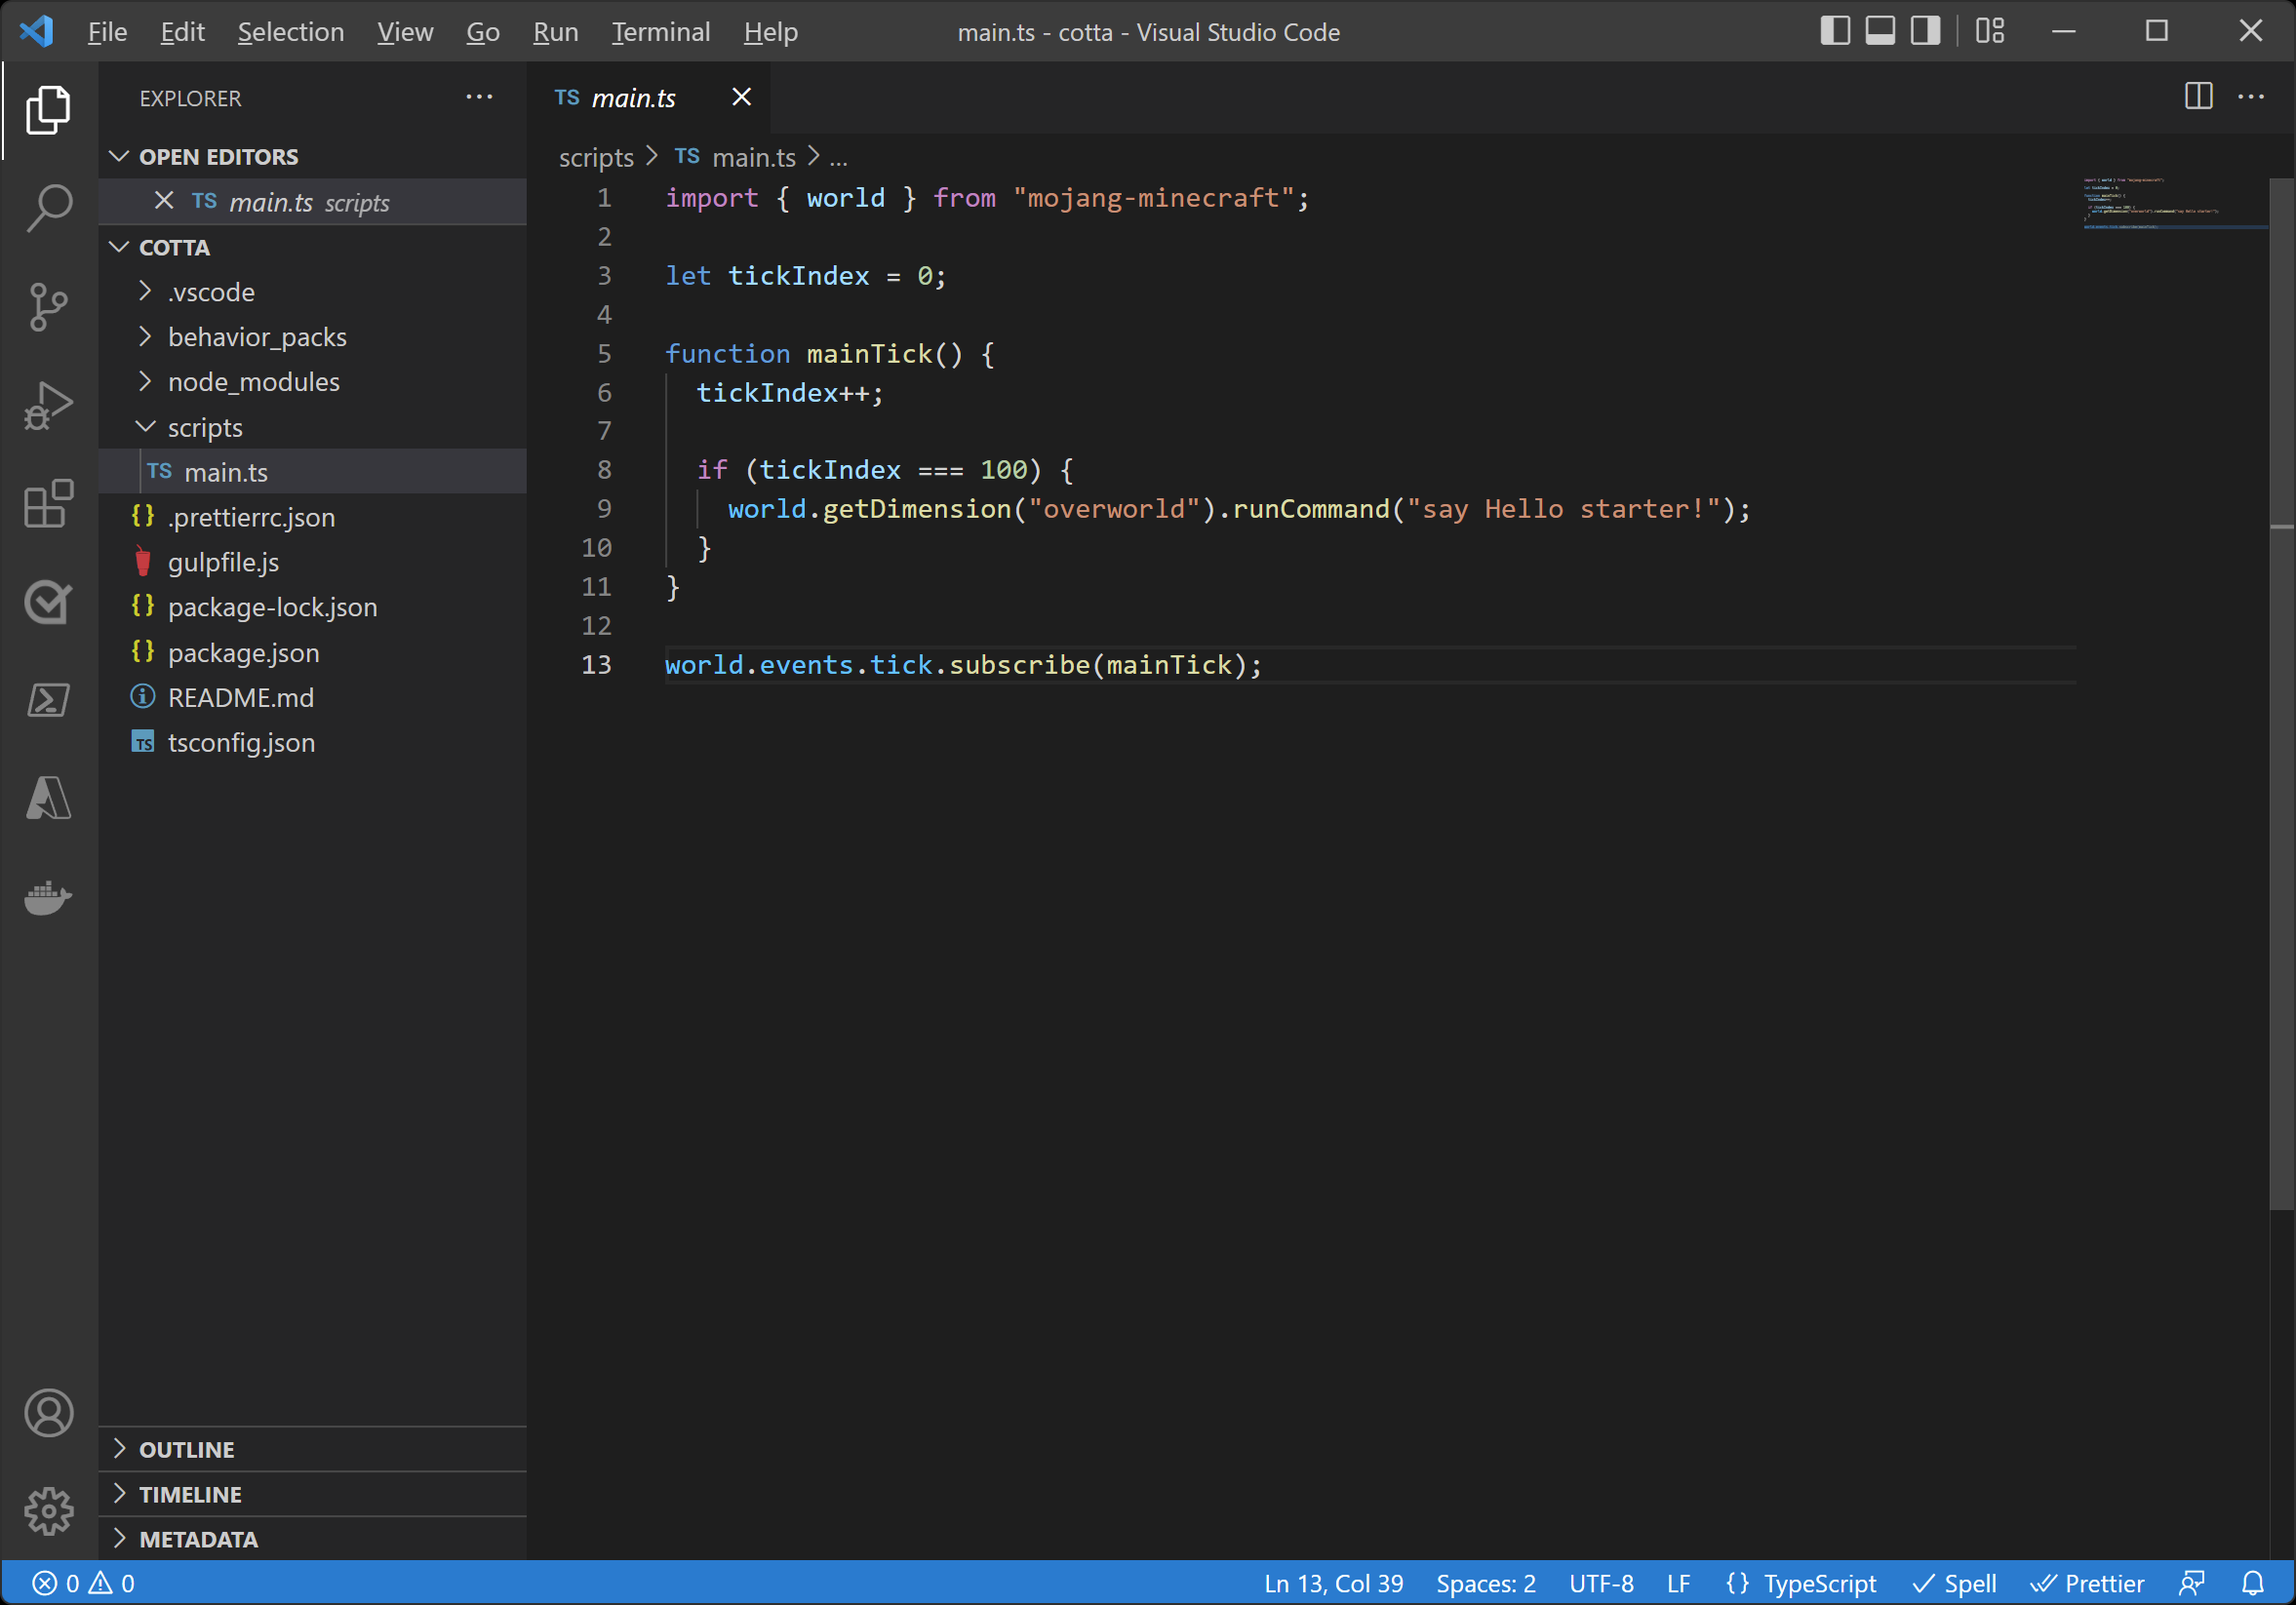 File Edit Selection View Go Run Terminal Help main.ts - cotta - Visual Studio Code
EXPLORER
OPEN EDITORS
TS main.ts scripts
COTTA
.vscode
behavior_packs
node_modules
scripts
TS main.ts
{} .prettierrc.json
gulpfile.js
{} package-lock.json
{} package.json
README.md
TS tsconfig.json
OUTLINE
TIMELINE
METADATA
TS main.ts
scripts > TS main.ts > ...
1 import { world } from "mojang-minecraft";
2
3 let tickIndex = 0;
4
5 function mainTick() {
6 tickIndex++;
7
8 if (tickIndex === 100) {
9 world.getDimension("overworld").runCommand("say Hello starter!");
10 }
11 }
12
13 world.events.tick.subscribe(mainTick);
0 0 Ln 13, Col 39 Spaces: 2 UTF-8 LF {} TypeScript Spell Prettier